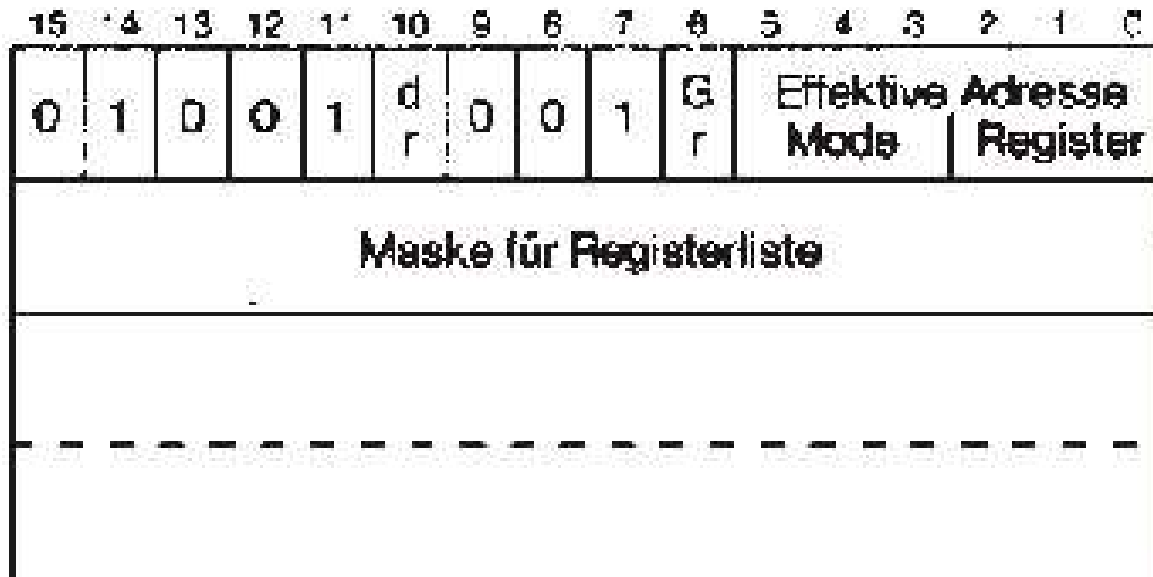 15 14 13 12 11 10 9 8 7 6 5 4 3 2 1 0
0 1 0 0 1 d r 0 0 1 G r Effektive Adresse
Mode Register
Maske für Registerliste